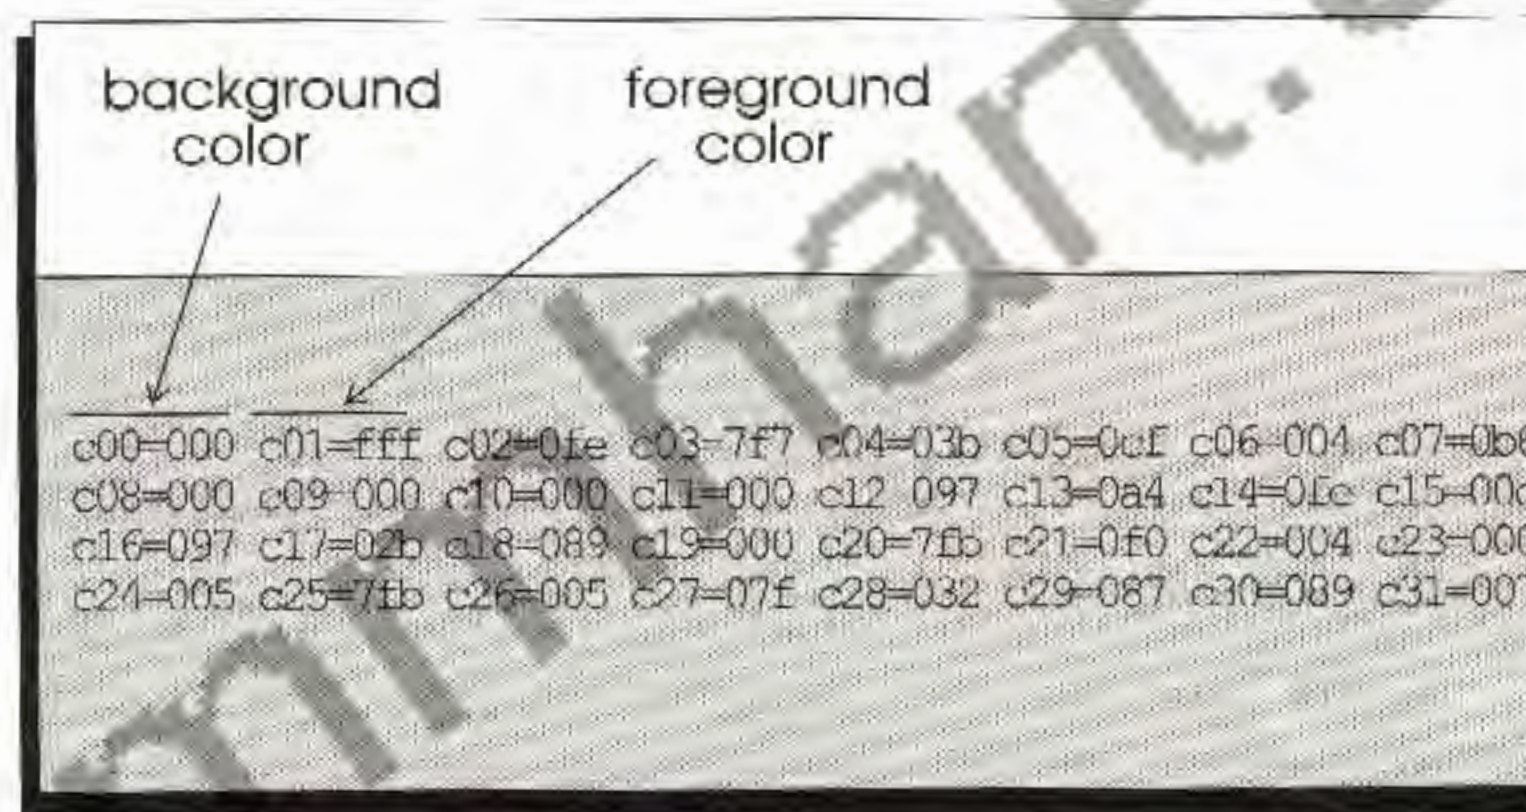 background foreground
color color
c00=000 c01=fff c02=0fe c03=7f7 c04=03b c05=0cf c06=004
c08=000 c09=000 c10=000 c11=000 c12=097 c13=0a4 c14=0fe
c16=097 c17=02b c18=089 c19=000 c20=7fb c21=0f0 c22=004 c23=000
c24=005 c25=7fb c26=005 c27=07f c28=032 c29=087 c30=089